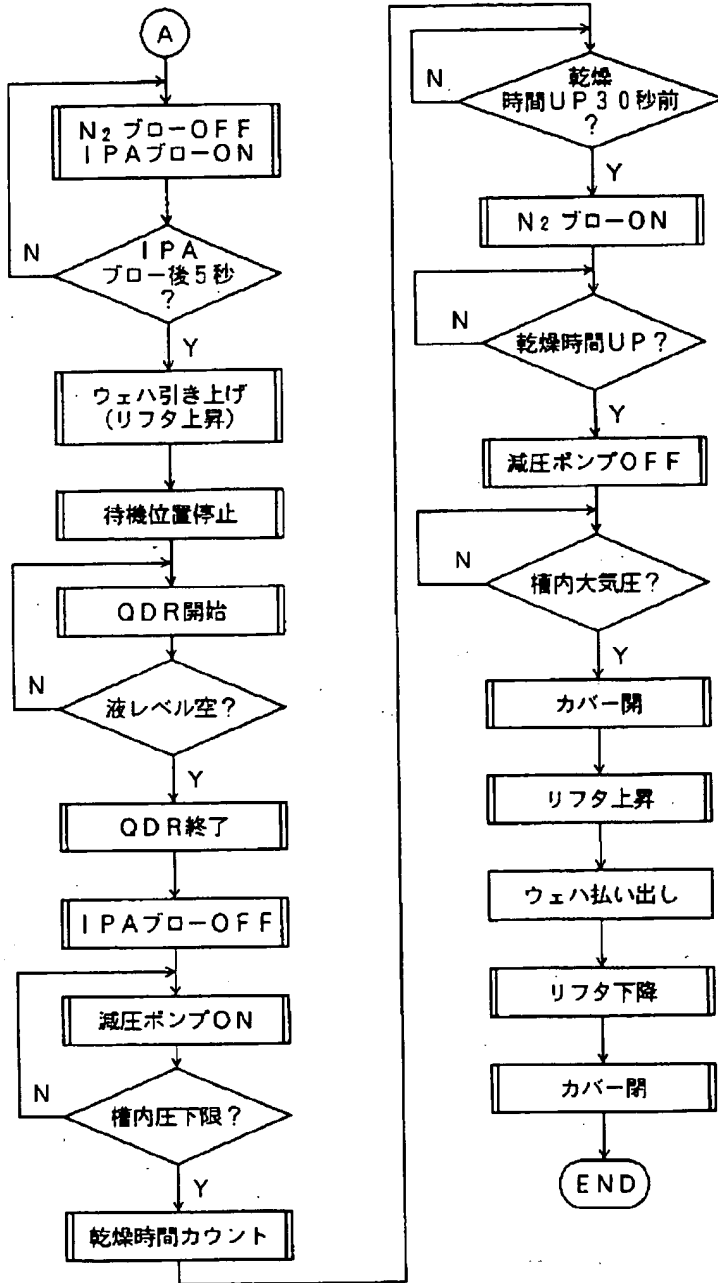 A
N₂ ブローOFF
IPAブローON
N
IPA
ブロー後5秒
?
Y
ウェハ引き上げ
(リフタ上昇)
待機位置停止
QDR開始
N
液レベル空?
Y
QDR終了
IPAブローOFF
減圧ポンプON
N
槽内圧下限?
Y
乾燥時間カウント
N
乾燥
時間UP30秒前
?
Y
N₂ ブローON
N
乾燥時間UP?
Y
減圧ポンプOFF
N
槽内大気圧?
Y
カバー開
リフタ上昇
ウェハ払い出し
リフタ下降
カバー閉
END